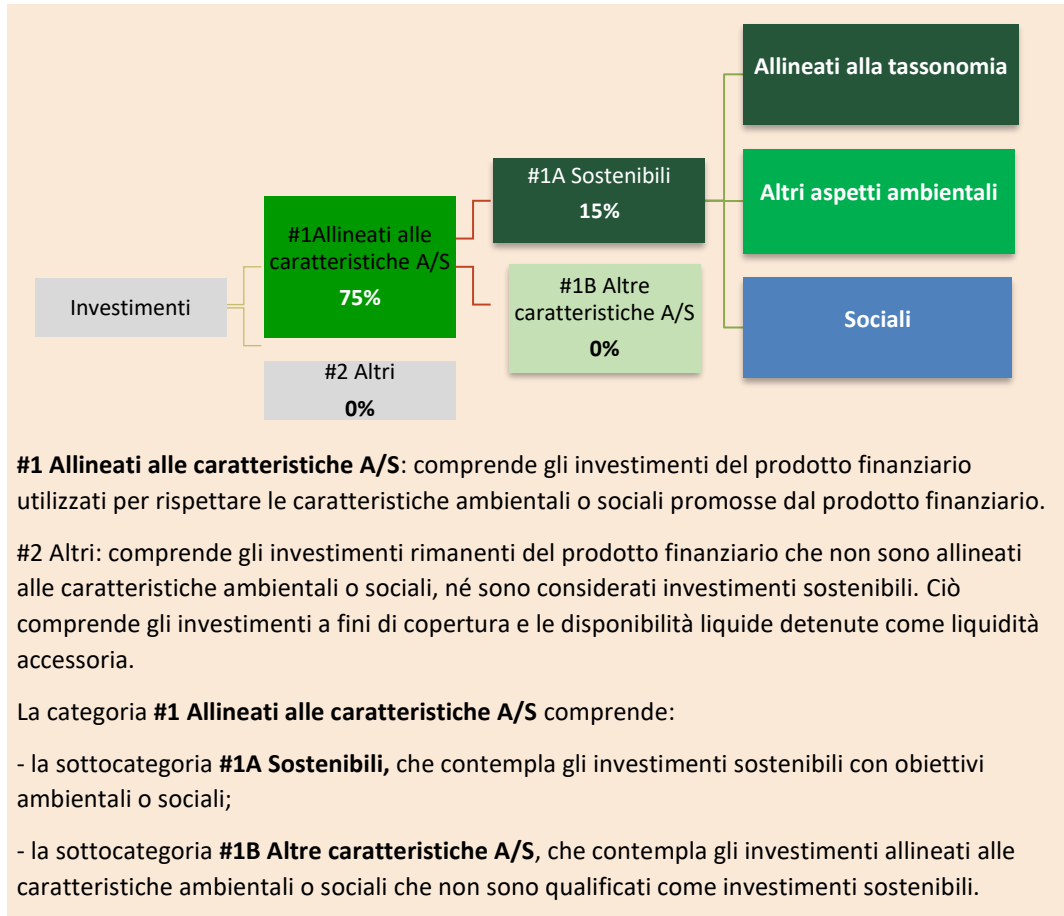 Allineati alla tassonomia
#1A Sostenibili
15%
Altri aspetti ambientali
#1Allineati alle
caratteristiche A/S
75%
#1B Altre
caratteristiche A/S
0%
Investimenti
Sociali
#2 Altri
0%
#1 Allineati alle caratteristiche A/S: comprende gli investimenti del prodotto finanziario
utilizzati per rispettare le caratteristiche ambientali o sociali promosse dal prodotto finanziario.
#2 Altri: comprende gli investimenti rimanenti del prodotto finanziario che non sono allineati
alle caratteristiche ambientali o sociali, né sono considerati investimenti sostenibili. Ciò
comprende gli investimenti a fini di copertura e le disponibilità liquide detenute come liquidità
accessoria.
La categoria #1 Allineati alle caratteristiche A/S comprende:
- la sottocategoria #1A Sostenibili, che contempla gli investimenti sostenibili con obiettivi
ambientali o sociali;
- la sottocategoria #1B Altre caratteristiche A/S, che contempla gli investimenti allineati alle
caratteristiche ambientali o sociali che non sono qualificati come investimenti sostenibili.